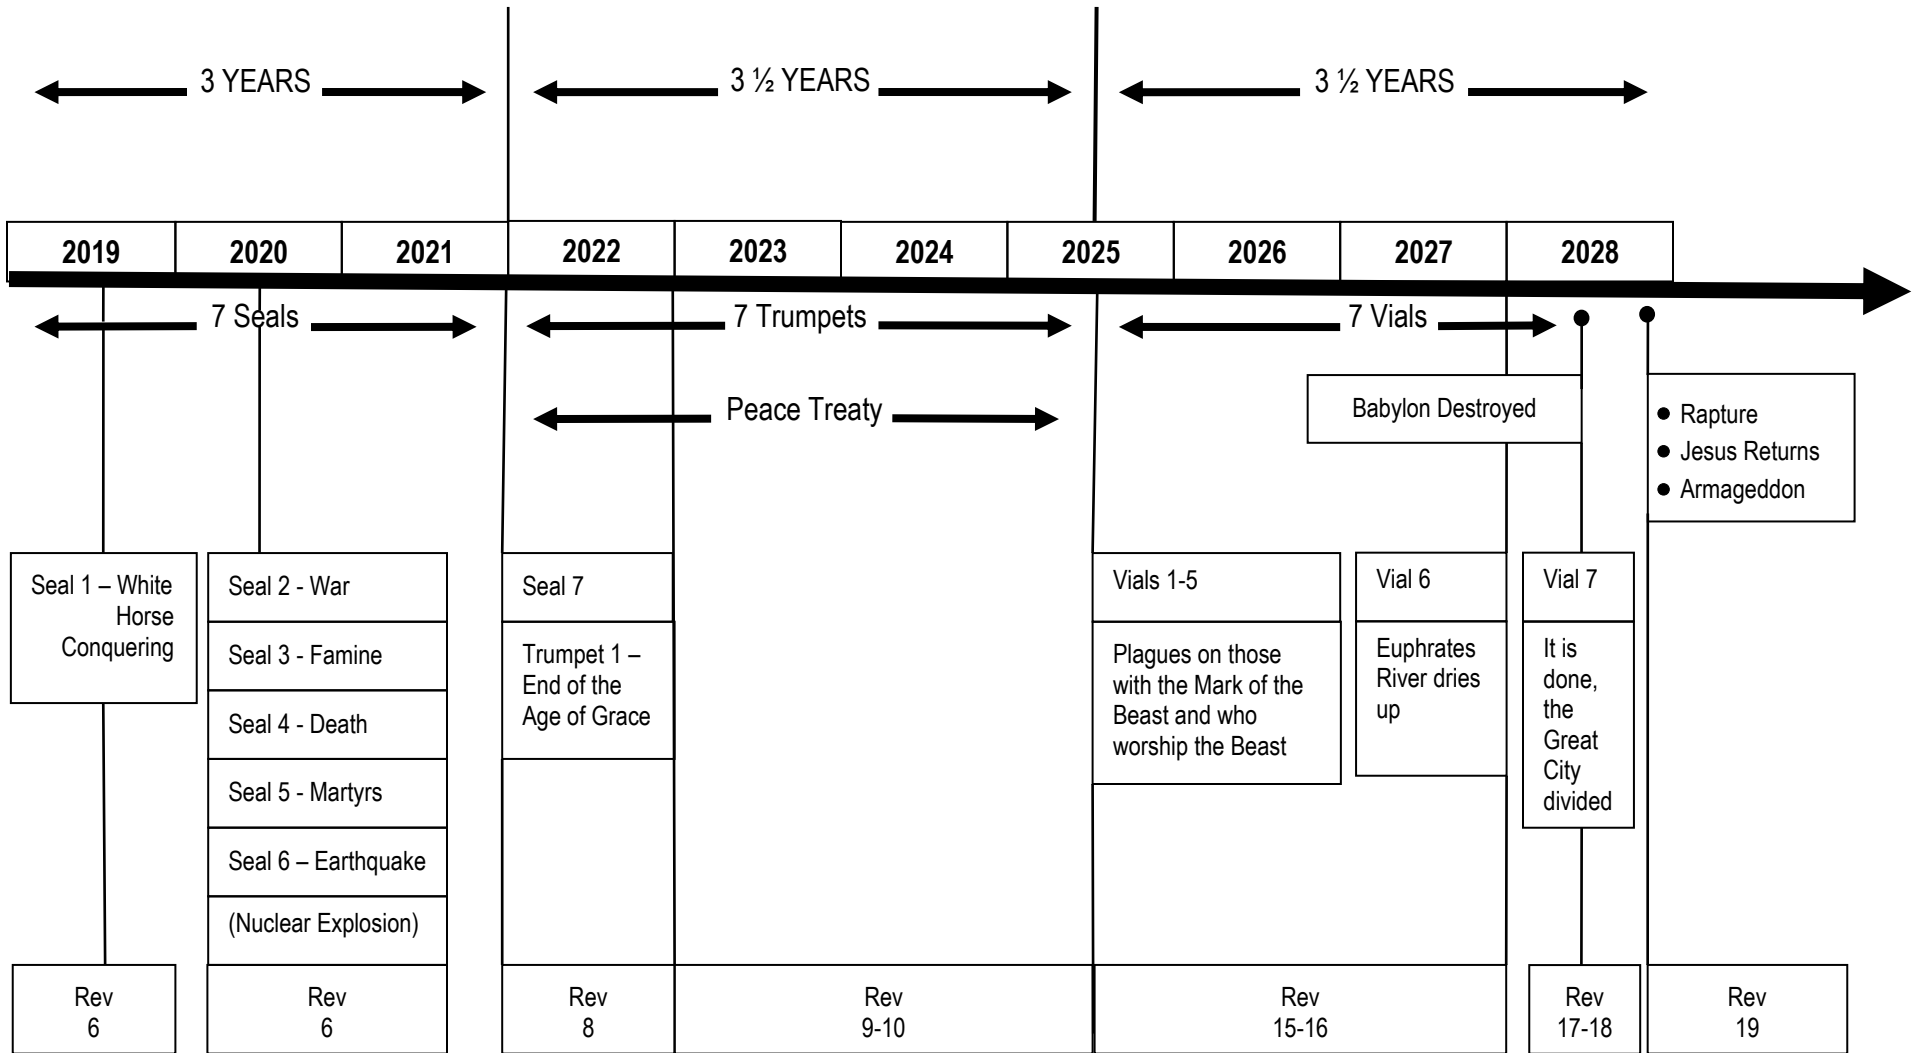 3 YEARS
3 ½ YEARS
3 ½ YEARS
2019
2020
2021
2022
2023
2024
2025
2026
2027
2028
7 Seals
7 Trumpets
7 Vials
Peace Treaty
Babylon Destroyed
● Rapture
● Jesus Returns
● Armageddon
Seal 1 – White
Horse
Conquering
Seal 2 - War
Seal 3 - Famine
Seal 4 - Death
Seal 5 - Martyrs
Seal 6 – Earthquake
(Nuclear Explosion)
Seal 7
Trumpet 1 –
End of the
Age of Grace
Vials 1-5
Plagues on those
with the Mark of the
Beast and who
worship the Beast
Vial 6
Euphrates
River dries
up
Vial 7
It is
done,
the
Great
City
divided
Rev
6
Rev
6
Rev
8
Rev
9-10
Rev
15-16
Rev
17-18
Rev
19